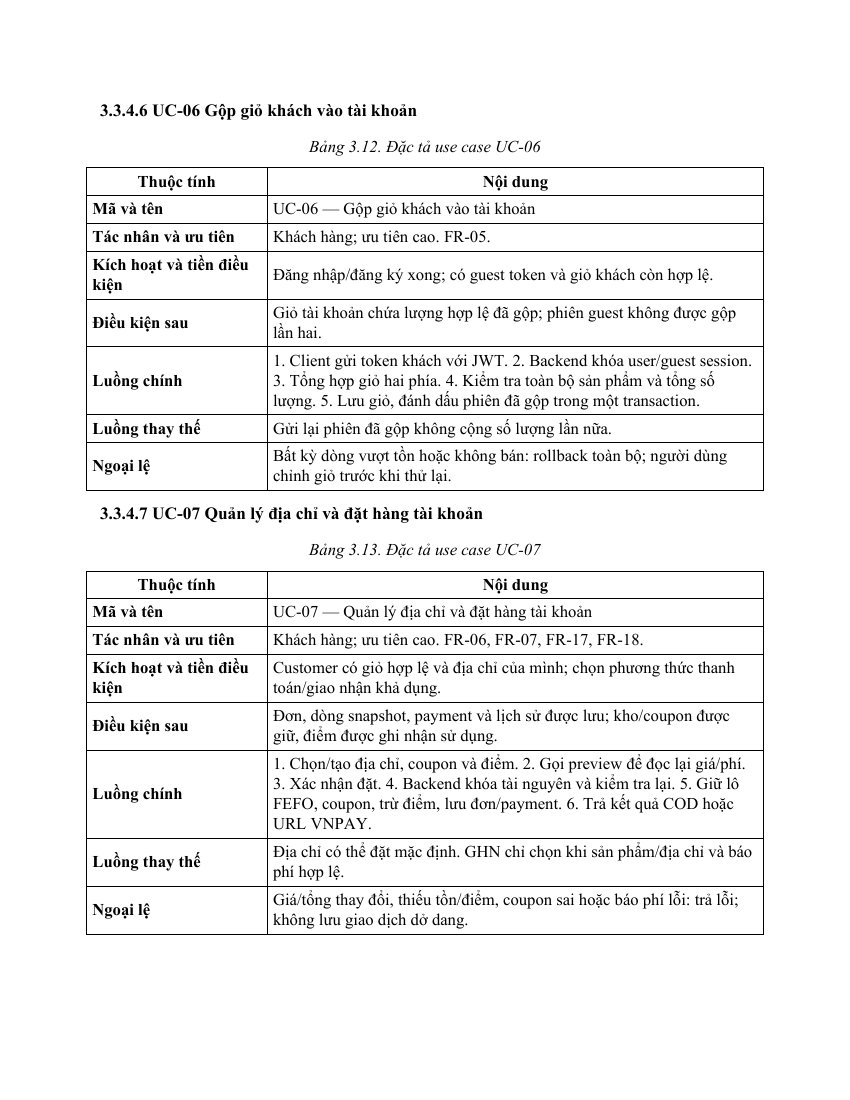 3.3.4.6 UC-06 Gộp giỏ khách vào tài khoản
Bảng 3.12. Đặc tả use case UC-06
Thuộc tính
Nội dung
Mã và tên
UC-06 — Gộp giỏ khách vào tài khoản
Tác nhân và ưu tiên
Khách hàng; ưu tiên cao. FR-05.
Kích hoạt và tiền điều
kiện
Đăng nhập/đăng ký xong; có guest token và giỏ khách còn hợp lệ.
Điều kiện sau
Giỏ tài khoản chứa lượng hợp lệ đã gộp; phiên guest không được gộp
lần hai.
Luồng chính
1. Client gửi token khách với JWT. 2. Backend khóa user/guest session.
3. Tổng hợp giỏ hai phía. 4. Kiểm tra toàn bộ sản phẩm và tổng số
lượng. 5. Lưu giỏ, đánh dấu phiên đã gộp trong một transaction.
Luồng thay thế
Gửi lại phiên đã gộp không cộng số lượng lần nữa.
Ngoại lệ
Bất kỳ dòng vượt tồn hoặc không bán: rollback toàn bộ; người dùng
chỉnh giỏ trước khi thử lại.
3.3.4.7 UC-07 Quản lý địa chỉ và đặt hàng tài khoản
Bảng 3.13. Đặc tả use case UC-07
Thuộc tính
Nội dung
Mã và tên
UC-07 — Quản lý địa chỉ và đặt hàng tài khoản
Tác nhân và ưu tiên
Khách hàng; ưu tiên cao. FR-06, FR-07, FR-17, FR-18.
Kích hoạt và tiền điều
kiện
Customer có giỏ hợp lệ và địa chỉ của mình; chọn phương thức thanh
toán/giao nhận khả dụng.
Điều kiện sau
Đơn, dòng snapshot, payment và lịch sử được lưu; kho/coupon được
giữ, điểm được ghi nhận sử dụng.
Luồng chính
1. Chọn/tạo địa chỉ, coupon và điểm. 2. Gọi preview để đọc lại giá/phí.
3. Xác nhận đặt. 4. Backend khóa tài nguyên và kiểm tra lại. 5. Giữ lô
FEFO, coupon, trừ điểm, lưu đơn/payment. 6. Trả kết quả COD hoặc
URL VNPAY.
Luồng thay thế
Địa chỉ có thể đặt mặc định. GHN chỉ chọn khi sản phẩm/địa chỉ và báo
phí hợp lệ.
Ngoại lệ
Giá/tổng thay đổi, thiếu tồn/điểm, coupon sai hoặc báo phí lỗi: trả lỗi;
không lưu giao dịch dở dang.